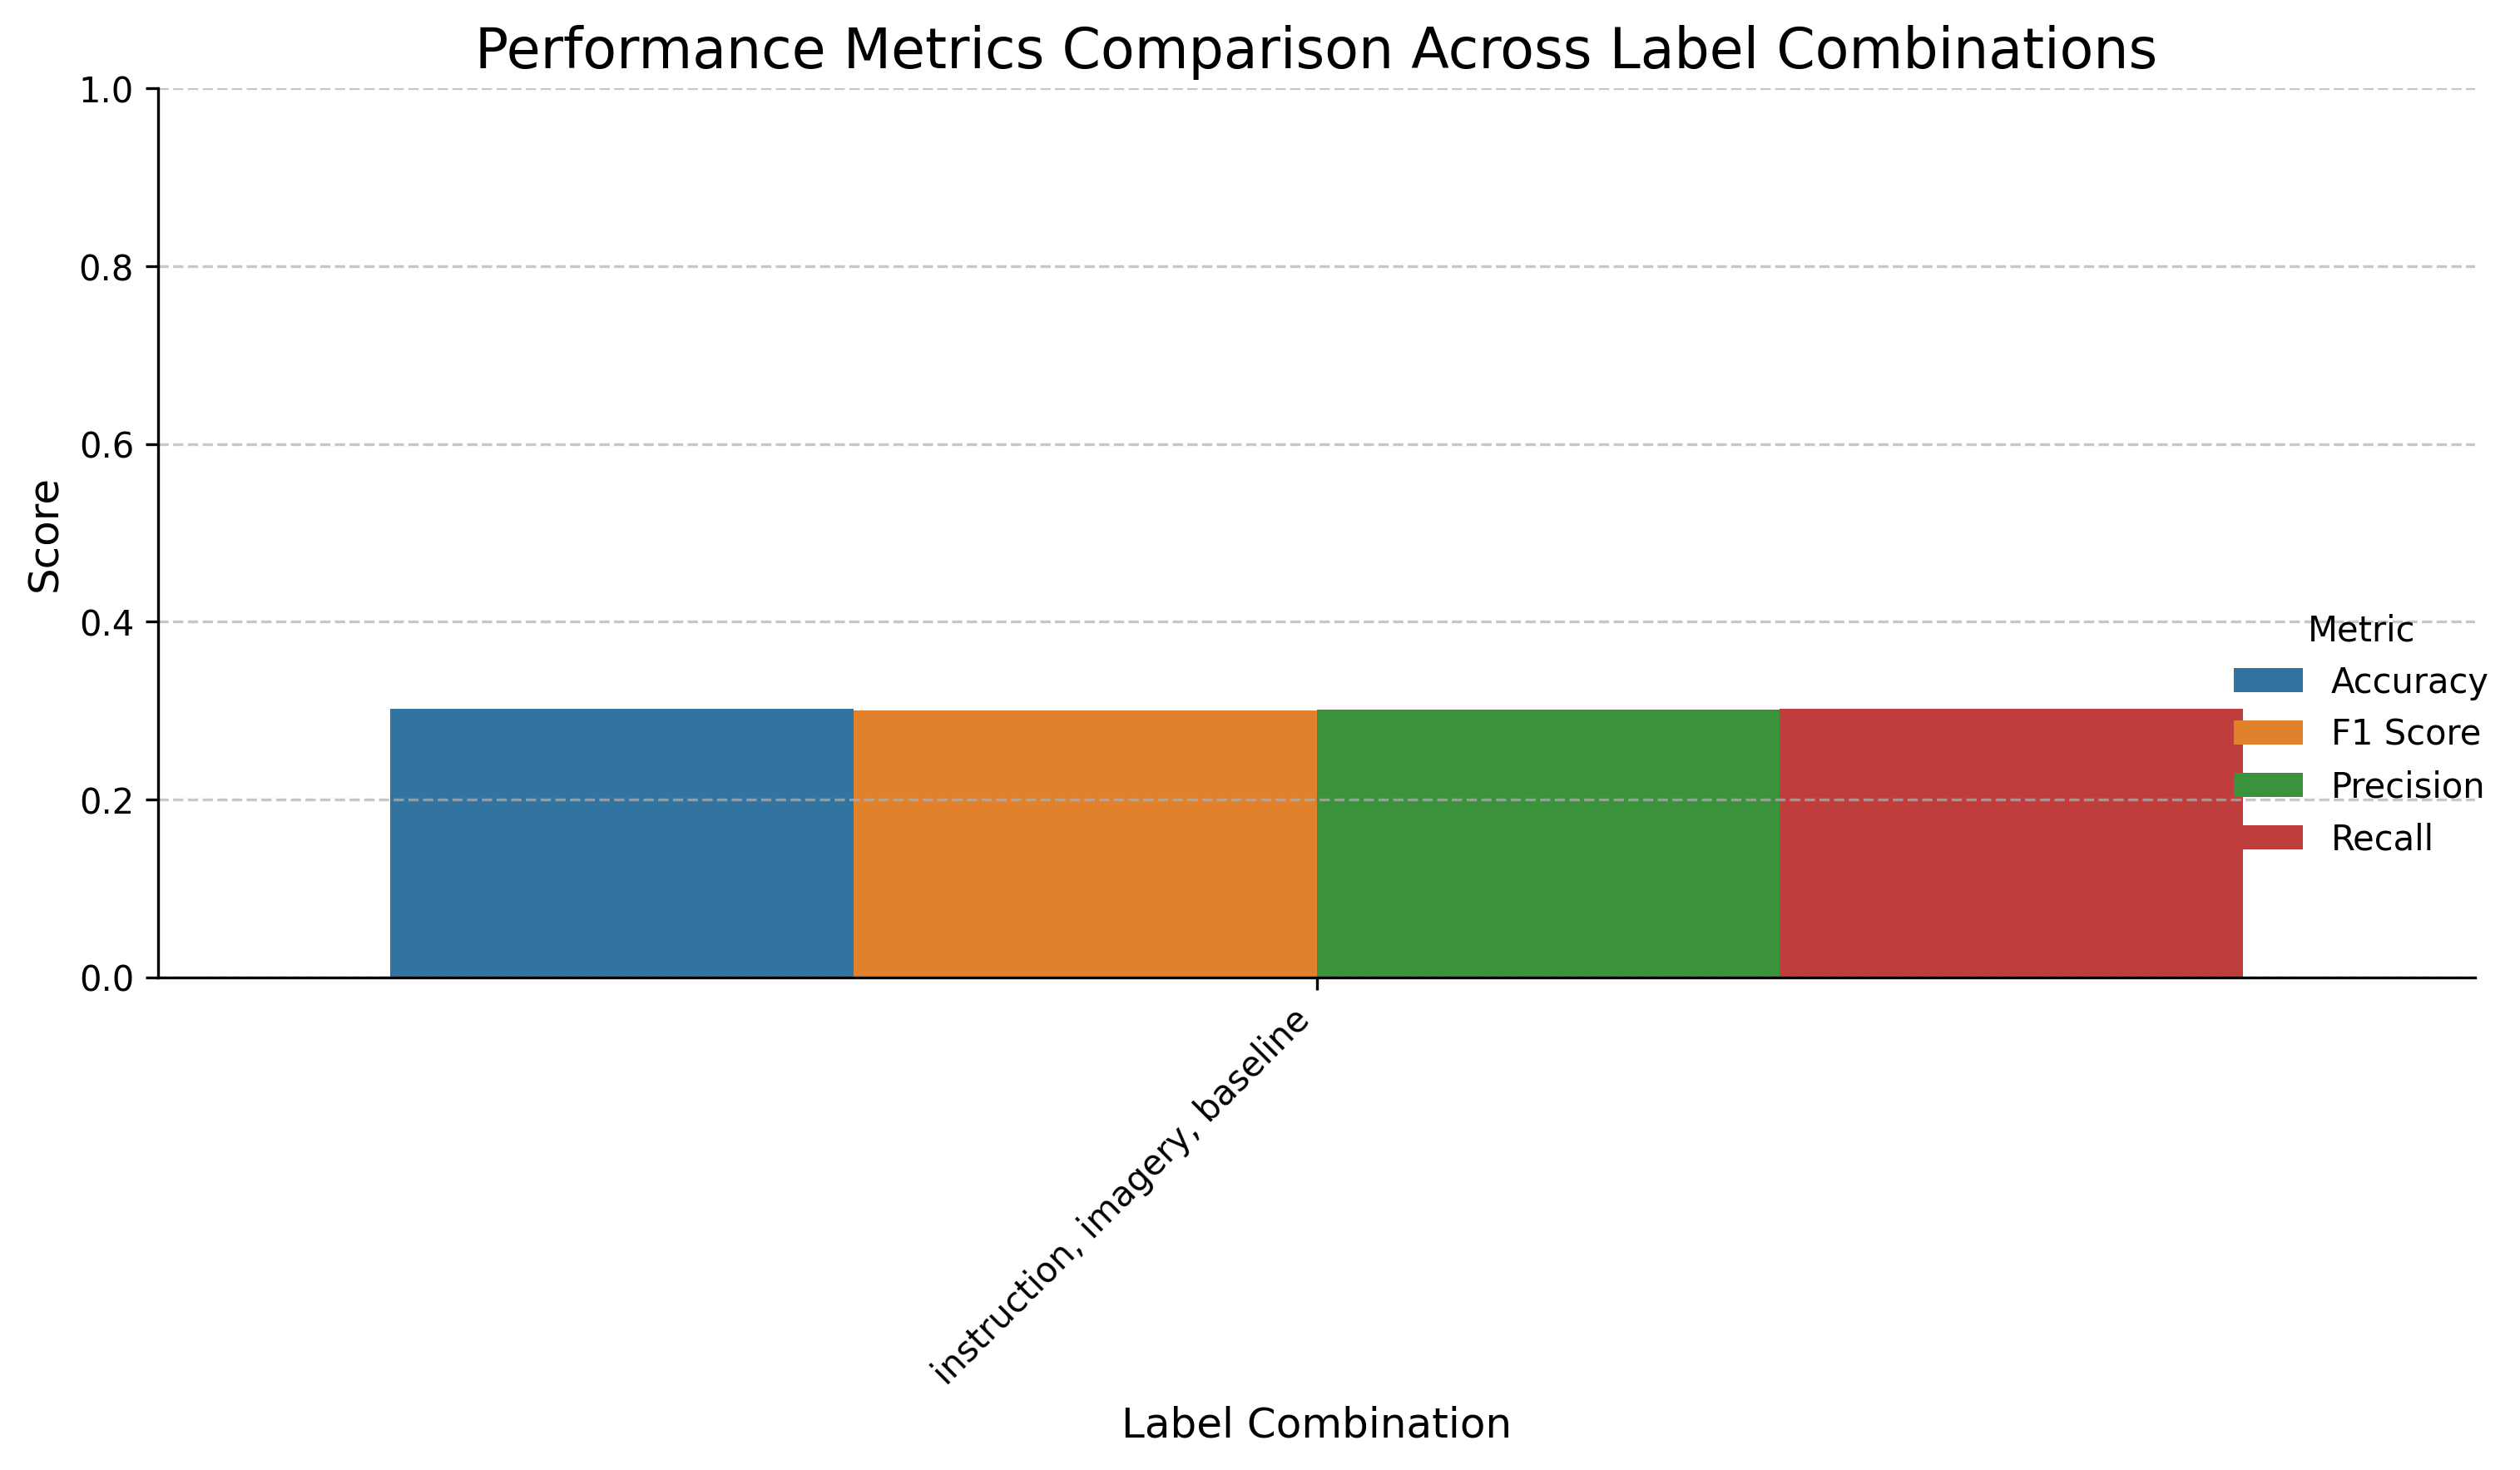 Performance Metrics Comparison Across Label Combinations
1.0
0.8
0.6
0.4
0.2
0.0
Score
Metric
Accuracy
F1 Score
Precision
Recall
instruction, imagery, baseline
Label Combination